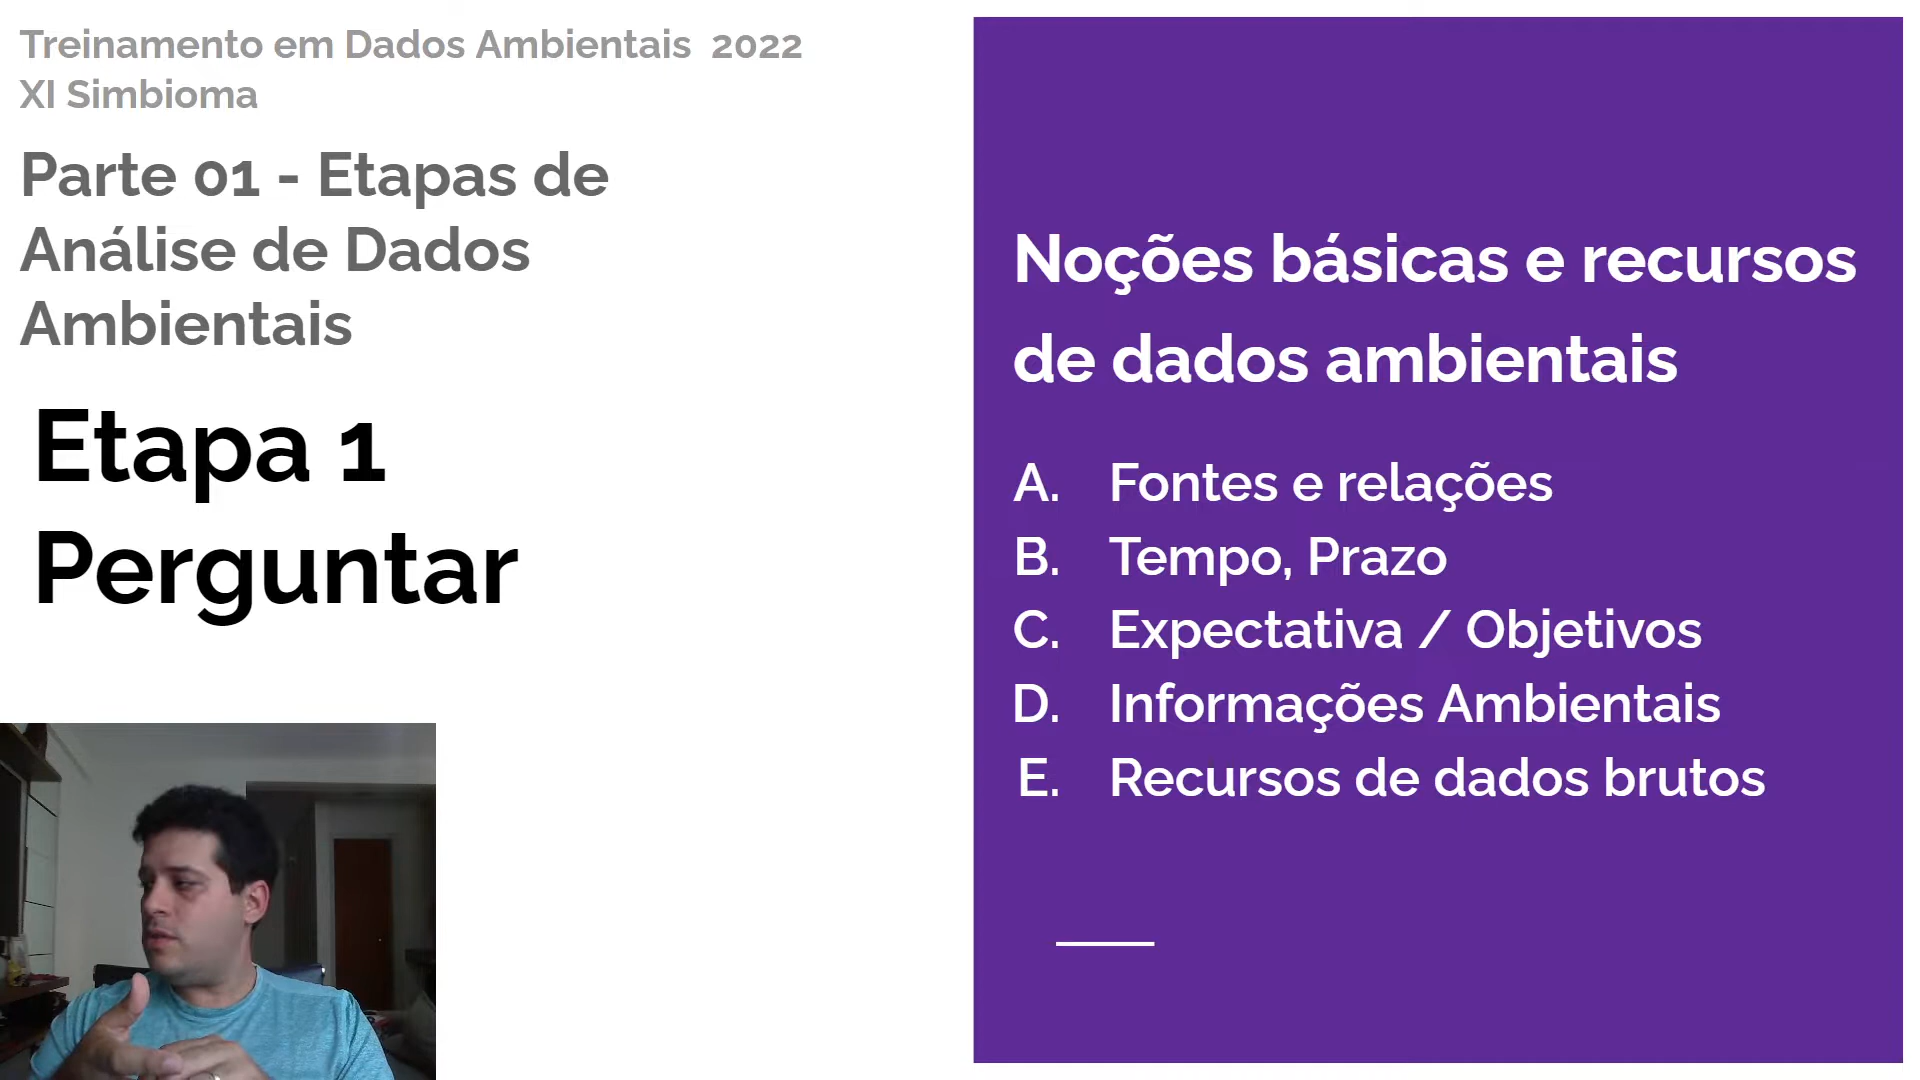 Treinamento em Dados Ambientais 2022
XI Simbioma
Parte 01 - Etapas de
Análise de Dados
Ambientais
Etapa 1
Perguntar
Noções básicas e recursos
de dados ambientais
A. Fontes e relações
B. Tempo, Prazo
C. Expectativa / Objetivos
D. Informações Ambientais
E. Recursos de dados brutos